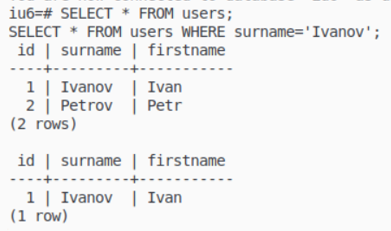 iu6=# SELECT * FROM users;
SELECT * FROM users WHERE surname='Ivanov';
 id | surname | firstname
----+---------+-----------
  1 | Ivanov  | Ivan
  2 | Petrov  | Petr
(2 rows)

 id | surname | firstname
----+---------+-----------
  1 | Ivanov  | Ivan
(1 row)